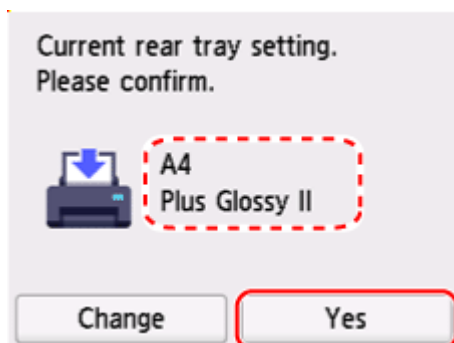 Current rear tray setting.
Please confirm.
A4
Plus Glossy II
Change
Yes